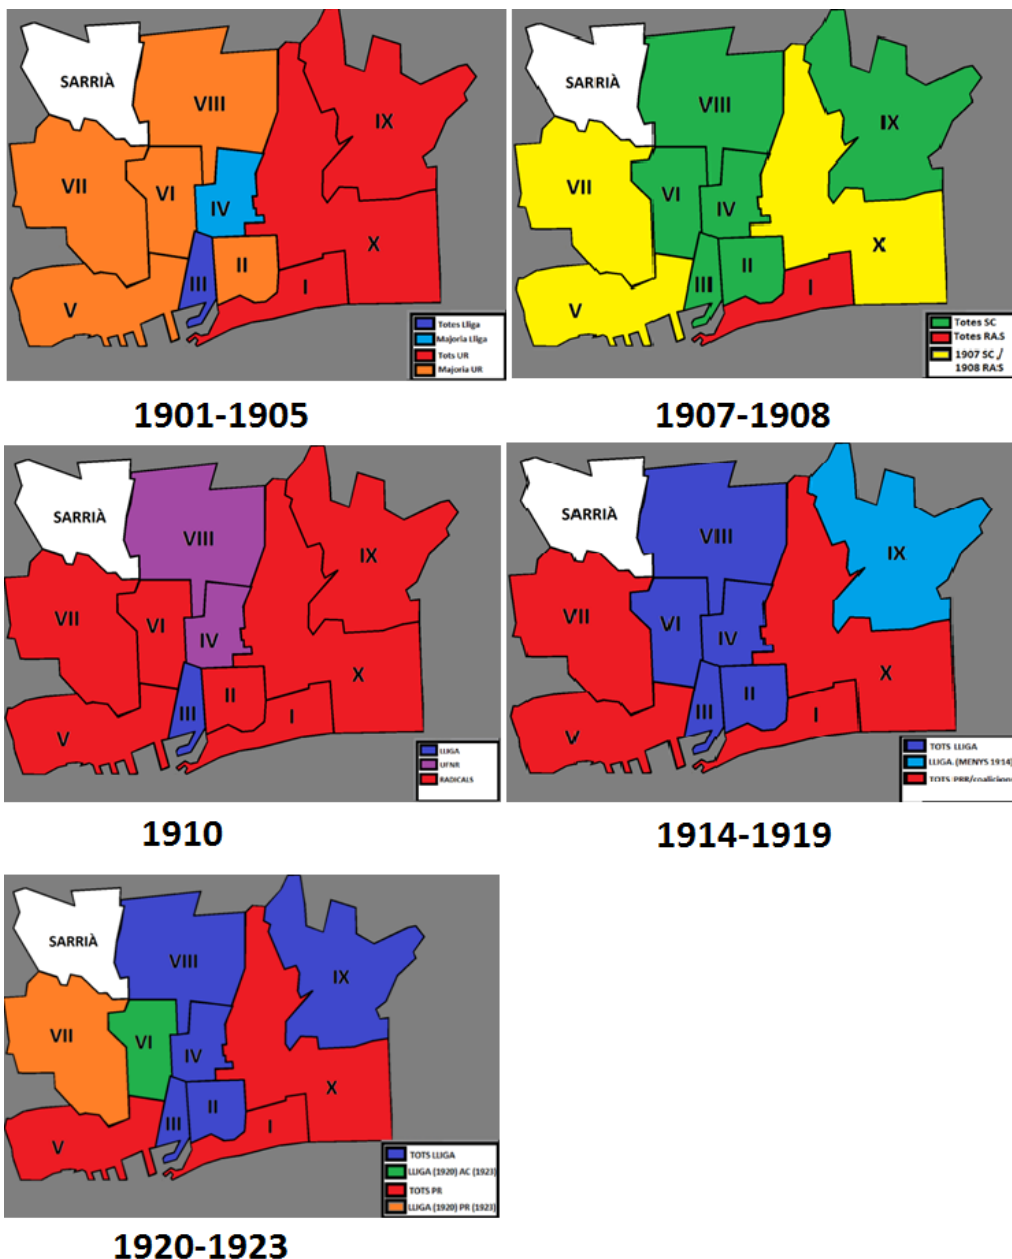 SARRIÀ
VIII
IX
VII
VI
IV
X
II
III
I
V
Totes Lliga
Majoria Lliga
Tots UR
Majoria UR
1901-1905
SARRIÀ
VIII
IX
VII
VI
IV
X
II
III
I
V
Totes SC
Totes RA:S
1907 SC,/
1908 RA:S
1907-1908
SARRIÀ
VIII
IX
VII
VI
IV
X
II
III
I
V
LLIGA
UFNR
RADICALS
1910
SARRIÀ
VIII
IX
VII
VI
IV
X
II
III
I
V
TOTS LLIGA
LLIGA. (MENYS 1914)
TOTS PRR/coalicions
1914-1919
SARRIÀ
VIII
IX
VII
VI
IV
X
II
III
I
V
TOTS LLIGA
LLIGA (1920) AC (1923)
TOTS PR
LLIGA (1920) PR (1923)
1920-1923